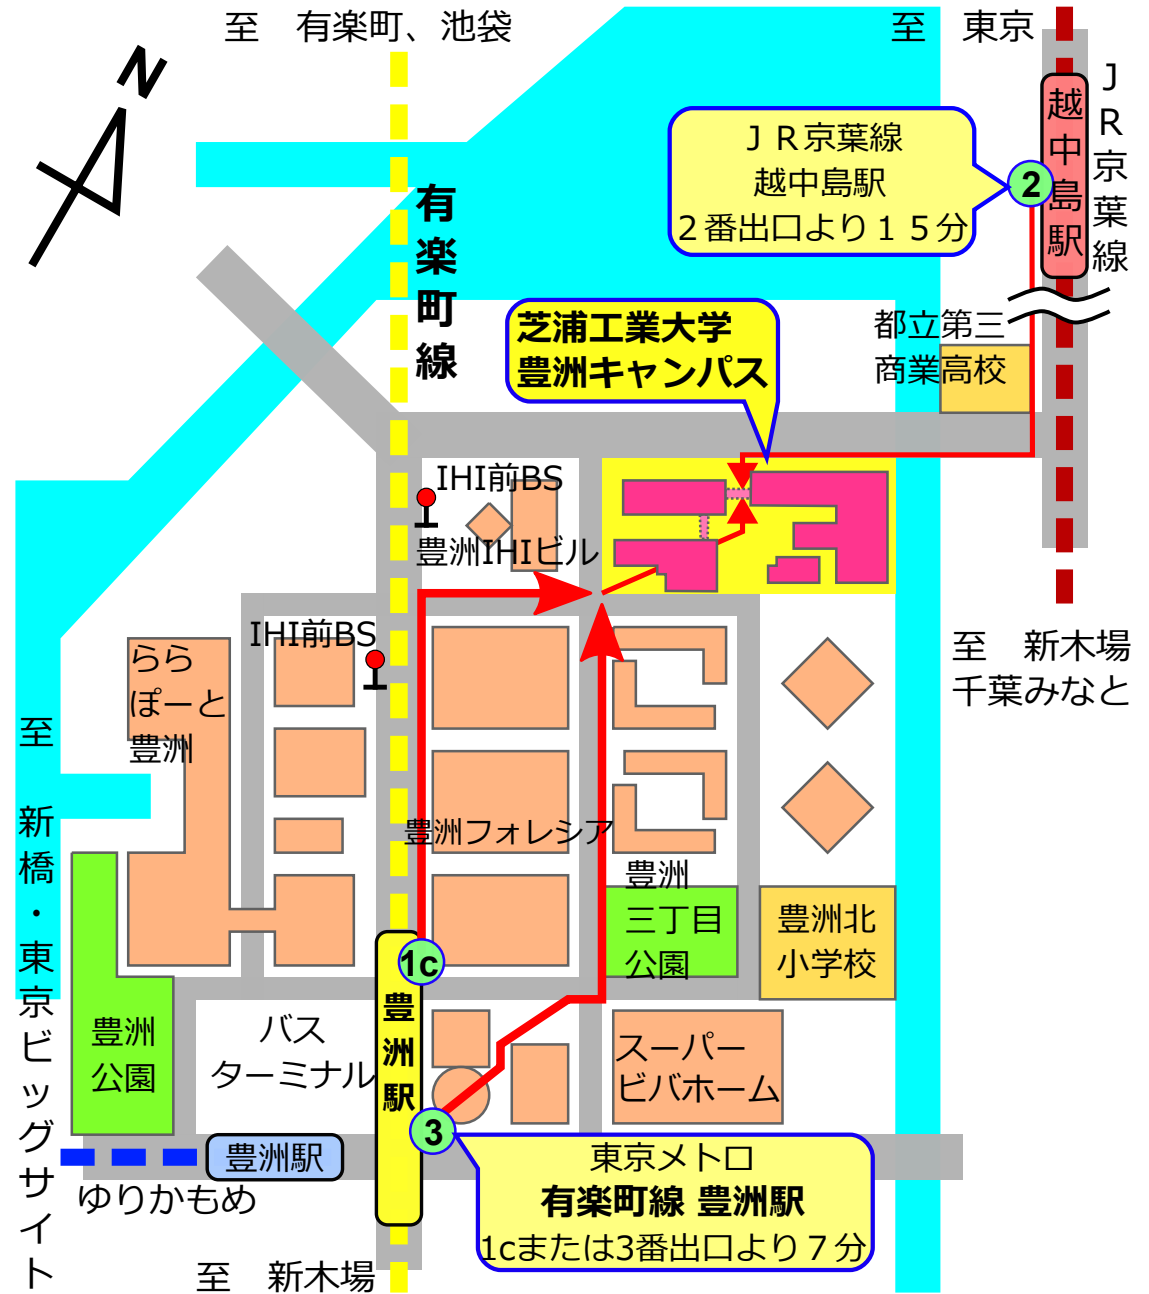 至　有楽町、池袋
至　東京
N
ＪＲ京葉線
越中島駅
ＪＲ京葉線
越中島駅
２番出口より１５分
2
有楽町線
芝浦工業大学
豊洲キャンパス
都立第三
商業高校
IHI前BS
豊洲IHIビル
IHI前BS
らら
ぽーと
豊洲
至　新木場
千葉みなと
至　新橋・東京ビッグサイト
豊洲フォレシア
豊洲
三丁目
公園
豊洲北
小学校
1c
豊洲駅
豊洲
公園
バス
ターミナル
スーパー
ビバホーム
3
豊洲駅
ゆりかもめ
東京メトロ
有楽町線 豊洲駅
1cまたは3番出口より７分
至　新木場